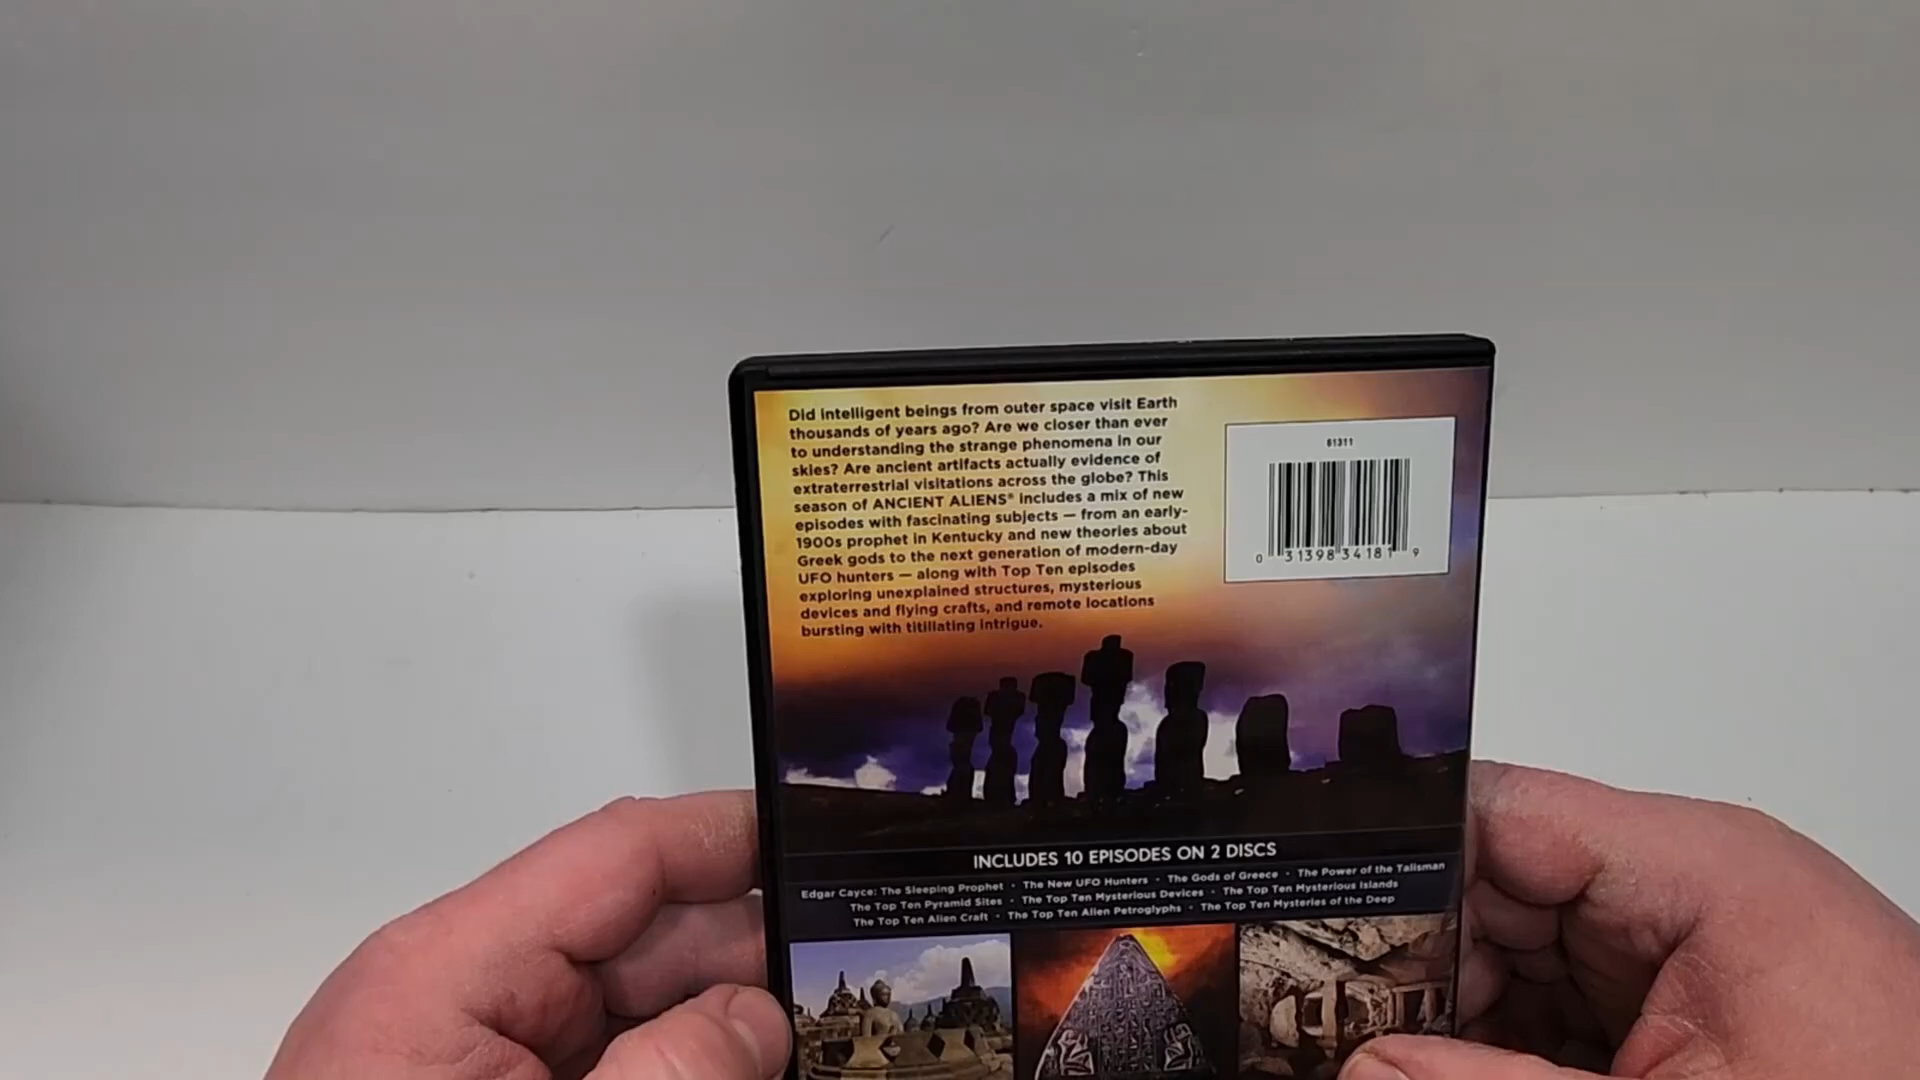 Did intelligent beings from outer space visit Earth
thousands of years ago? Are we closer than ever
to understanding the strange phenomena in our
skies? Are ancient artifacts actually evidence of
extraterrestrial visitations across the globe? This
season of ANCIENT ALIENS® includes a mix of new
episodes with fascinating subjects — from an early-
1900s prophet in Kentucky and new theories about
Greek gods to the next generation of modern-day
UFO hunters — along with Top Ten episodes
exploring unexplained structures, mysterious
devices and flying crafts, and remote locations
bursting with titillating intrigue.
61311
0 31398 34181 9
INCLUDES 10 EPISODES ON 2 DISCS
Edgar Cayce: The Sleeping Prophet • The New UFO Hunters • The Gods of Greece • The Power of the Talisman
The Top Ten Pyramid Sites • The Top Ten Mysterious Devices • The Top Ten Mysterious Islands
The Top Ten Alien Craft • The Top Ten Alien Petroglyphs • The Top Ten Mysteries of the Deep